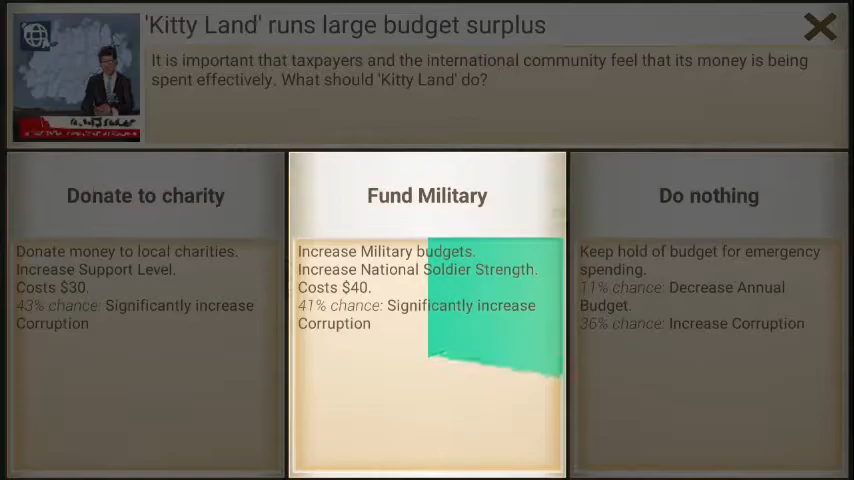 'Kitty Land' runs large budget surplus
It is important that taxpayers and the international community feel that its money is being
spent effectively. What should 'Kitty Land' do?
Donate to charity
Donate money to local charities.
Increase Support Level.
Costs $30.
43% chance: Significantly increase
Corruption
Fund Military
Increase Military budgets.
Increase National Soldier Strength.
Costs $40.
41% chance: Significantly increase
Corruption
Do nothing
Keep hold of budget for emergency
spending.
11% chance: Decrease Annual
Budget.
36% chance: Increase Corruption